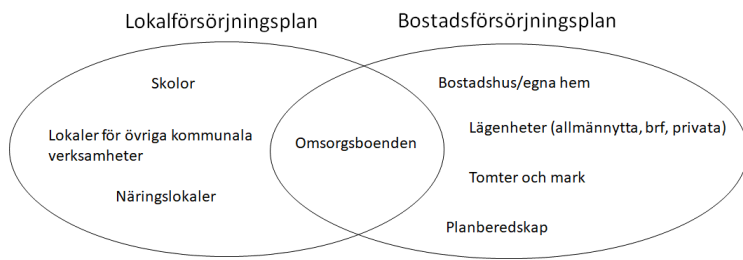 Lokalförsörjningsplan
Bostadsförsörjningsplan
Skolor
Lokaler för övriga kommunala
verksamheter
Näringslokaler
Omsorgsboenden
Bostadshus/egna hem
Lägenheter (allmännytta, brf, privata)
Tomter och mark
Planberedskap